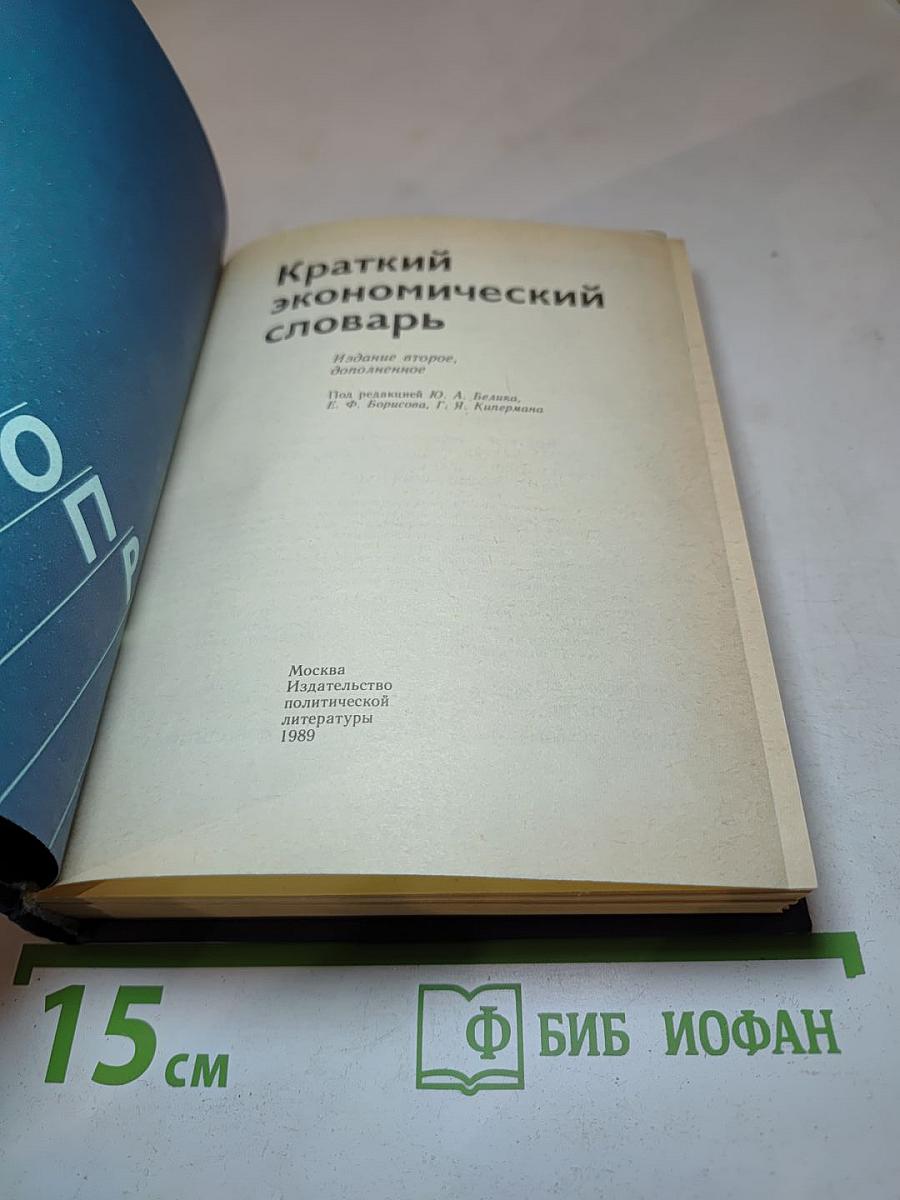 О
П
Р
Краткий
экономический
словарь
Издание второе,
дополненное
Под редакцией Ю. А. Белика,
Е. Ф. Борисова, Г. Я. Кипермана
Москва
Издательство
политической
литературы
1989
15 см
Ф БИБ ИОФАН